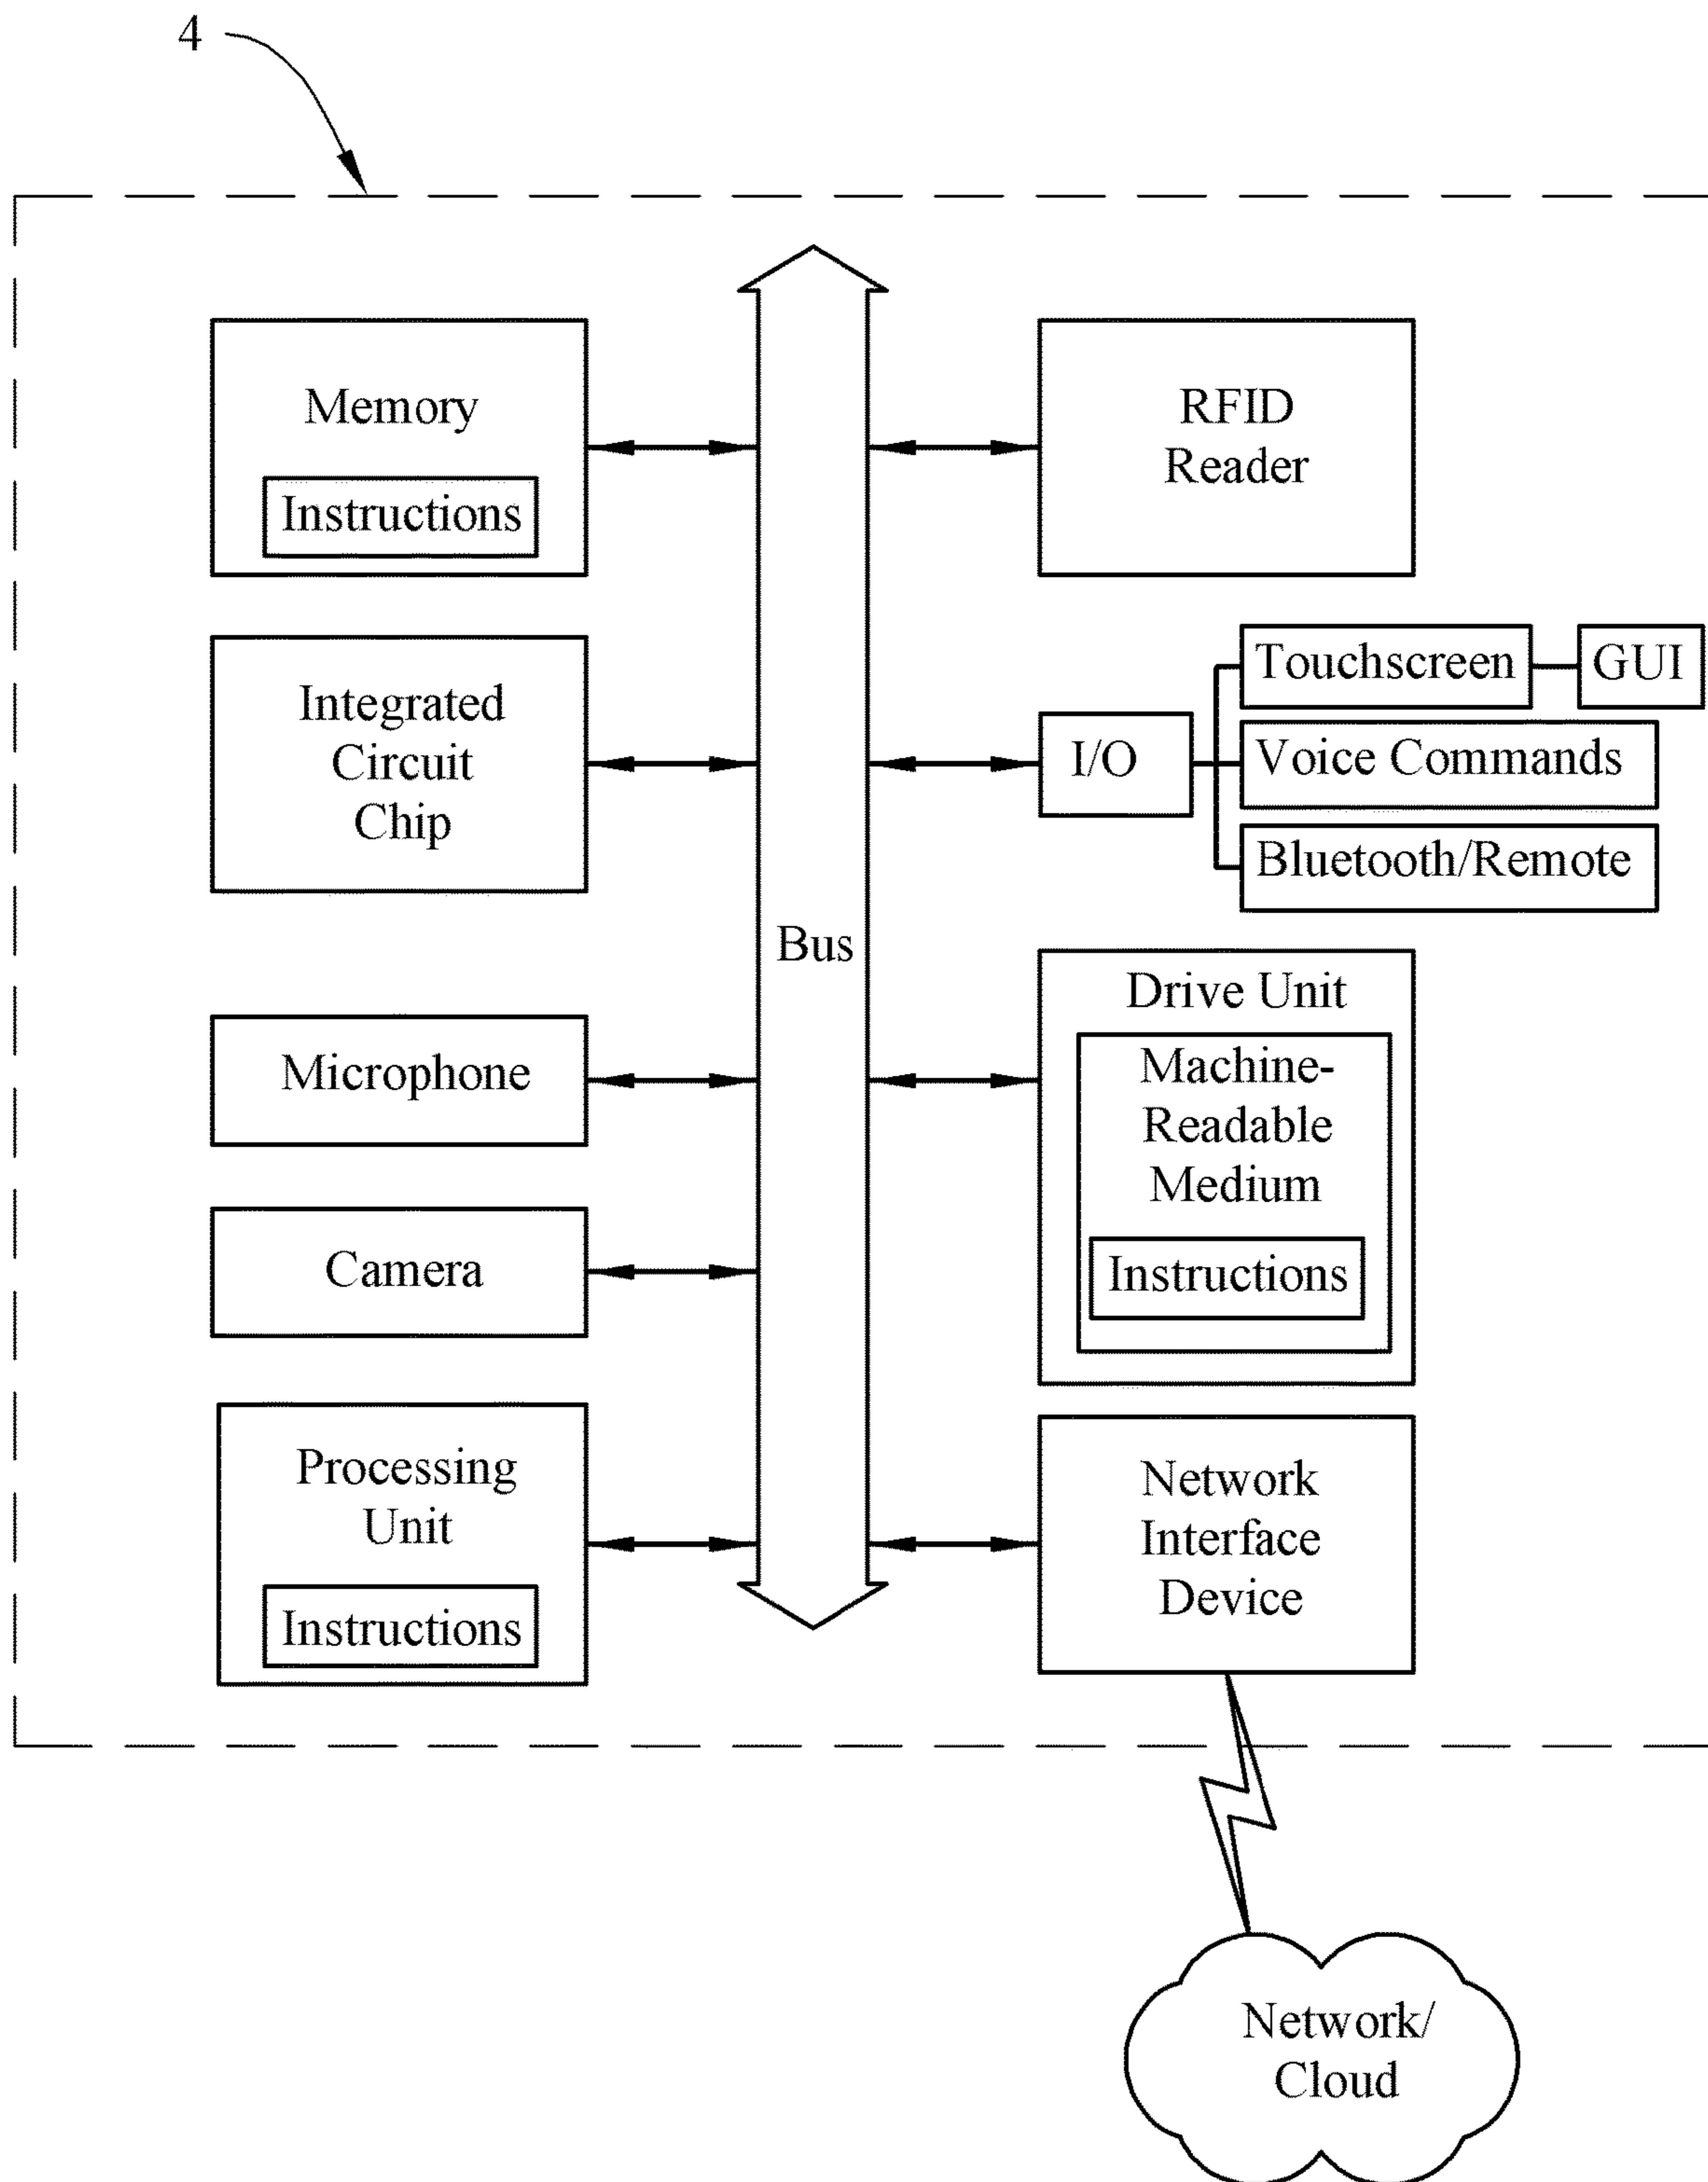 4
Memory
Instructions
Integrated
Circuit
Chip
Microphone
Camera
Processing
Unit
Instructions
Bus
RFID
Reader
I/O
Touchscreen
GUI
Voice Commands
Bluetooth/Remote
Drive Unit
Machine-
Readable
Medium
Instructions
Network
Interface
Device
Network/
Cloud